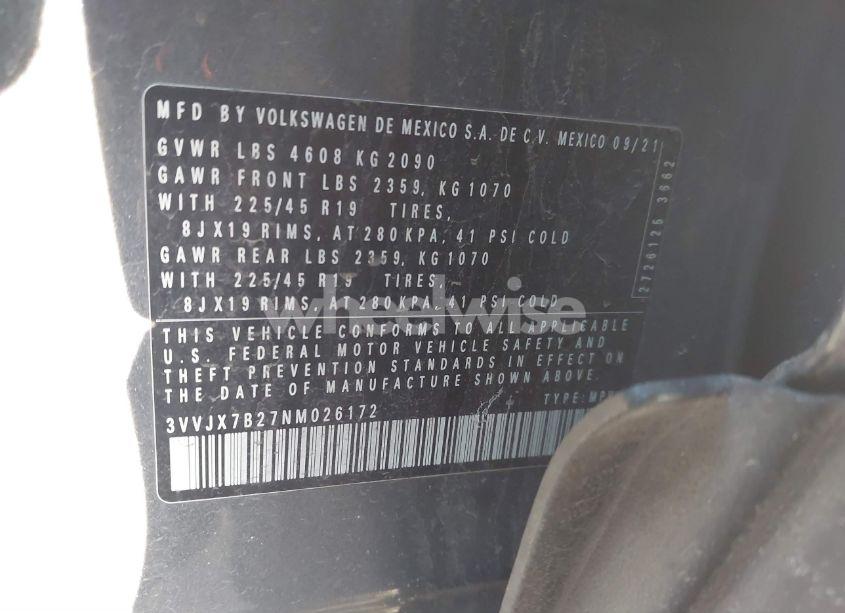 MFD BY VOLKSWAGEN DE MEXICO S.A. DE C.V. MEXICO 09/21
GVWR LBS 4608 KG 2090
GAWR FRONT LBS 2359, KG 1070
WITH 225/45 R19 TIRES,
8JX19 RIMS, AT 280 KPA, 41 PSI COLD
GAWR REAR LBS 2359, KG 1070
WITH 225/45 R19 TIRES,
8JX19 RIMS, AT 280 KPA, 41 PSI COLD
2726125 3662
wheelwise
THIS VEHICLE CONFORMS TO ALL APPLICABLE
U.S. FEDERAL MOTOR VEHICLE SAFETY AND
THEFT PREVENTION STANDARDS IN EFFECT ON
THE DATE OF MANUFACTURE SHOWN ABOVE.
TYPE:
3VVJX7B27NM026172